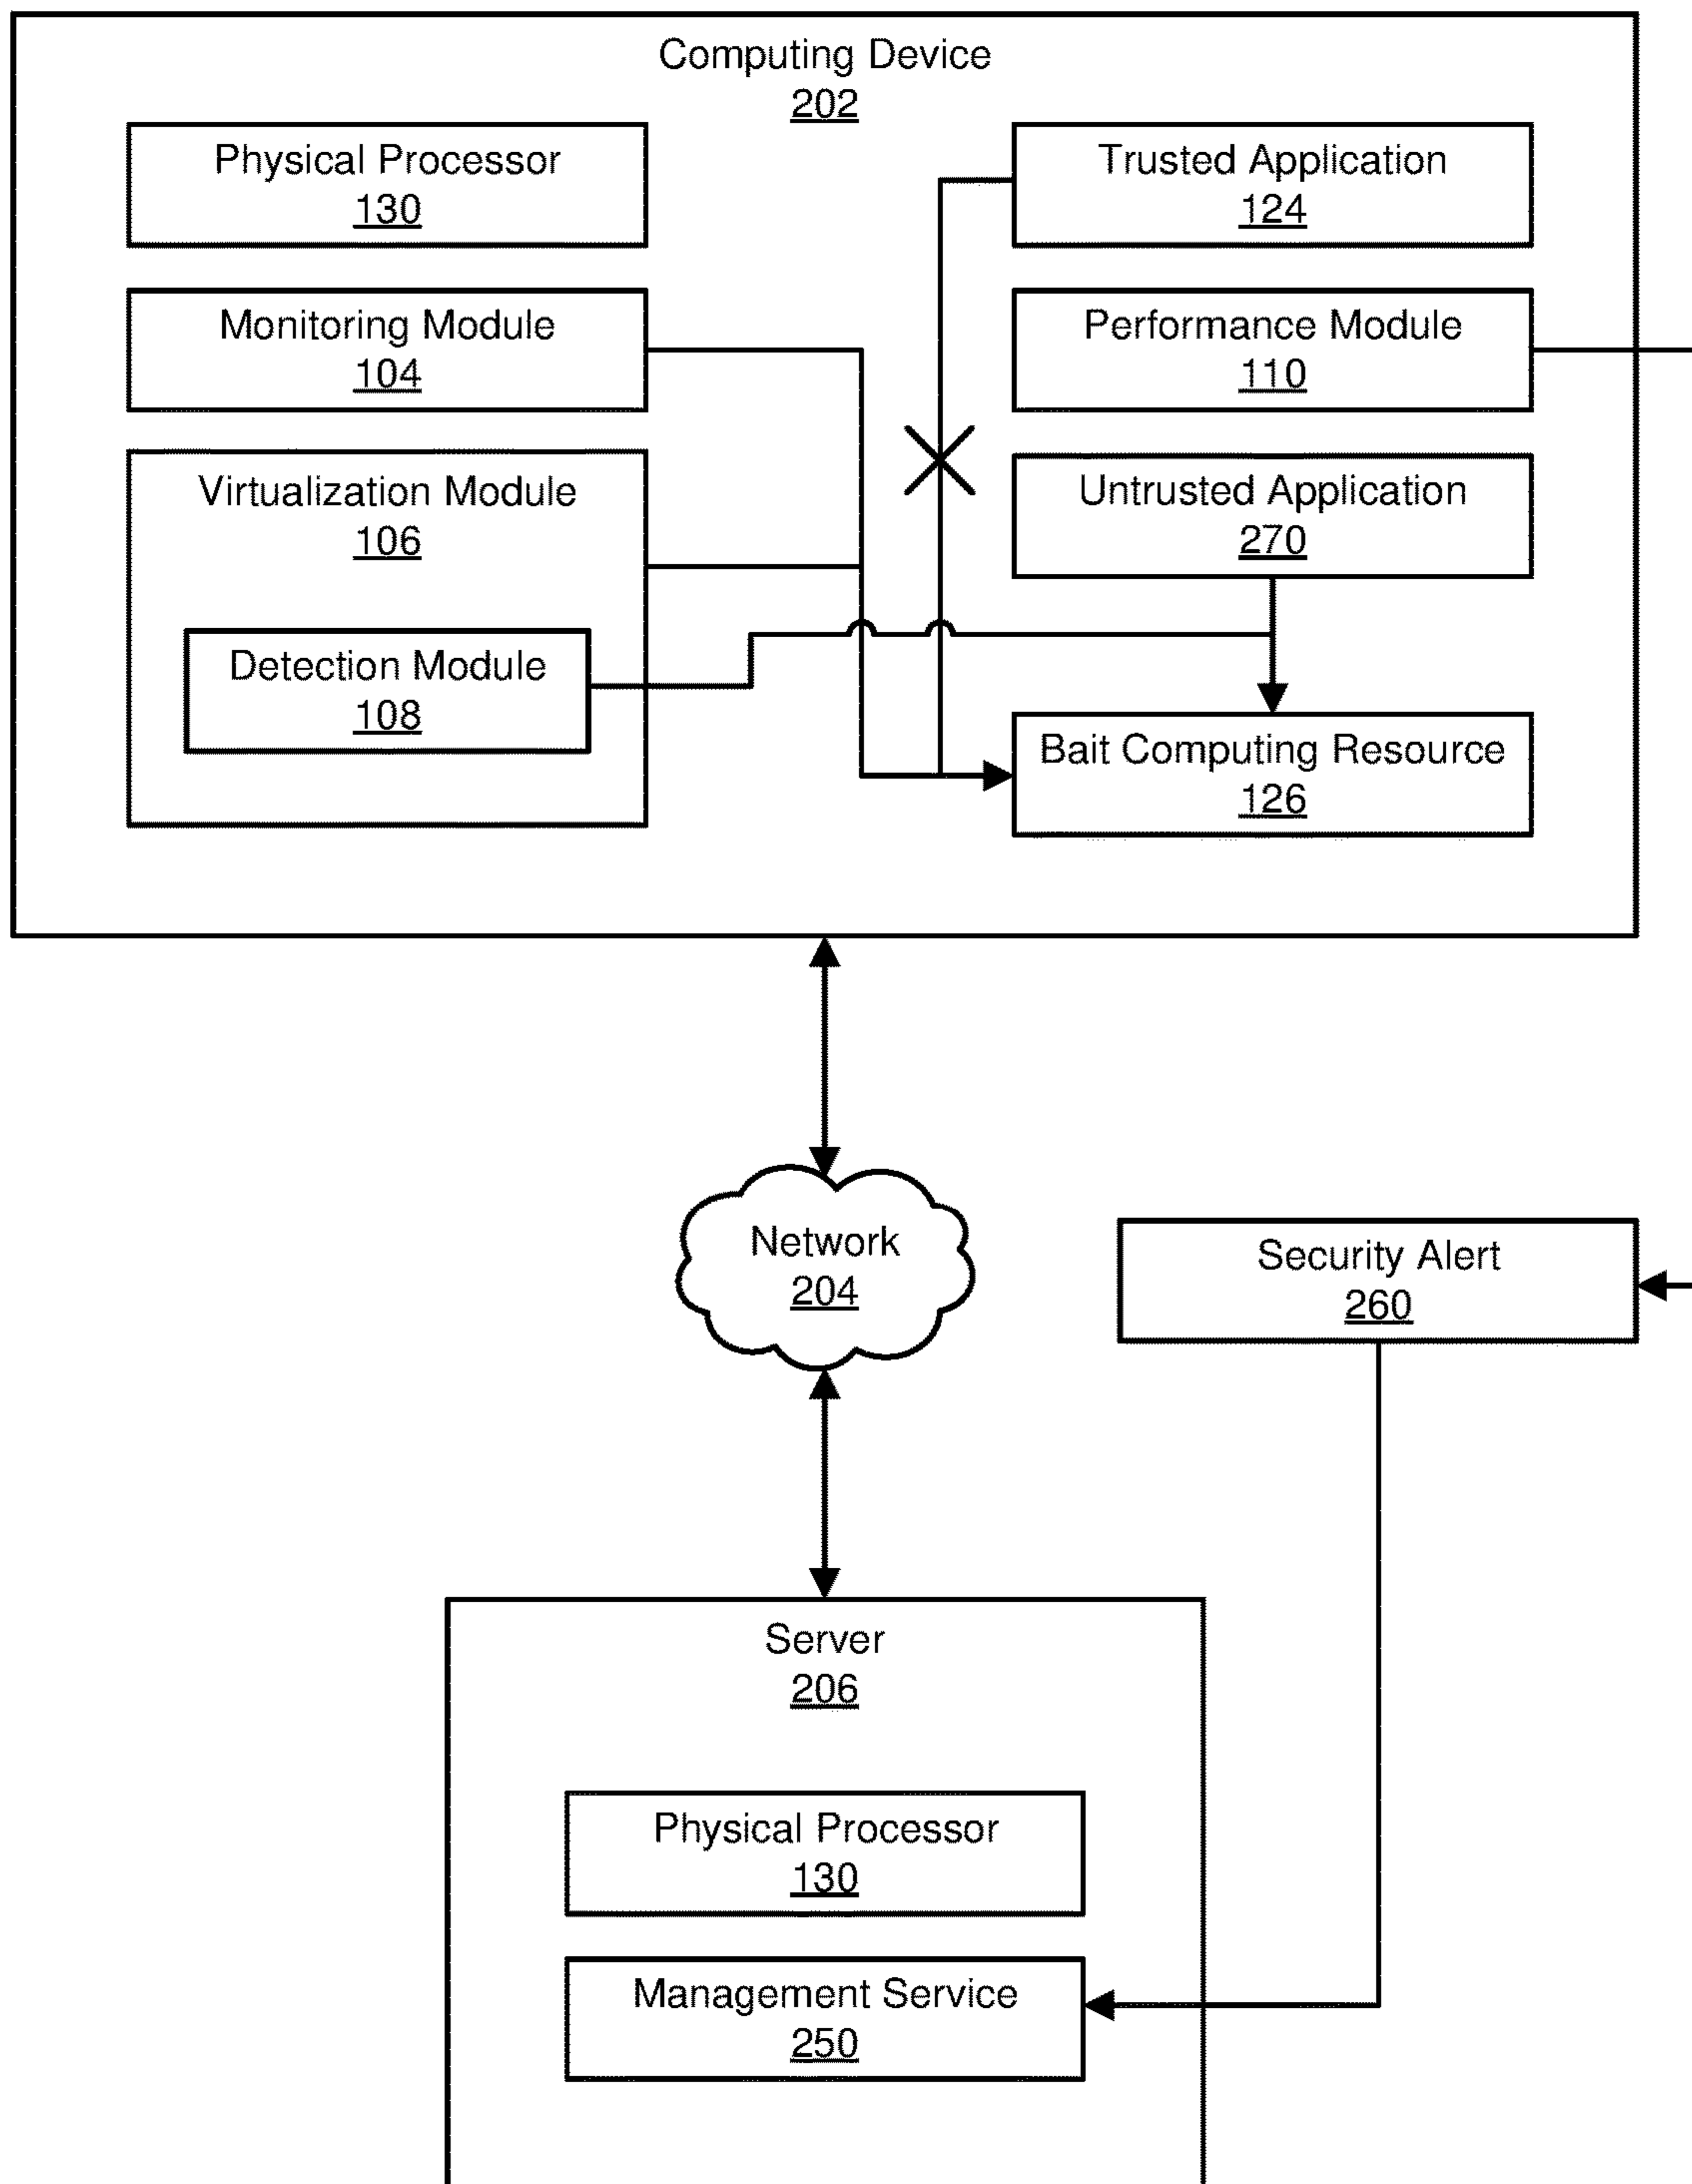 Computing Device
202
Physical Processor
130
Trusted Application
124
Monitoring Module
104
Performance Module
110
Virtualization Module
106
Untrusted Application
270
Detection Module
108
Bait Computing Resource
126
Network
204
Security Alert
260
Server
206
Physical Processor
130
Management Service
250